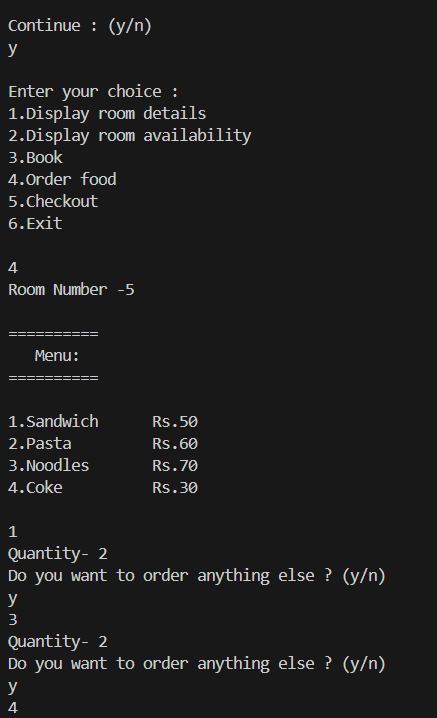 Continue : (y/n)
y
Enter your choice :
1.Display room details
2.Display room availability
3.Book
4.Order food
5.Checkout
6.Exit
4
Room Number -5
==========
Menu:
==========
1.Sandwich Rs.50
2.Pasta Rs.60
3.Noodles Rs.70
4.Coke Rs.30
1
Quantity- 2
Do you want to order anything else ? (y/n)
y
3
Quantity- 2
Do you want to order anything else ? (y/n)
y
4